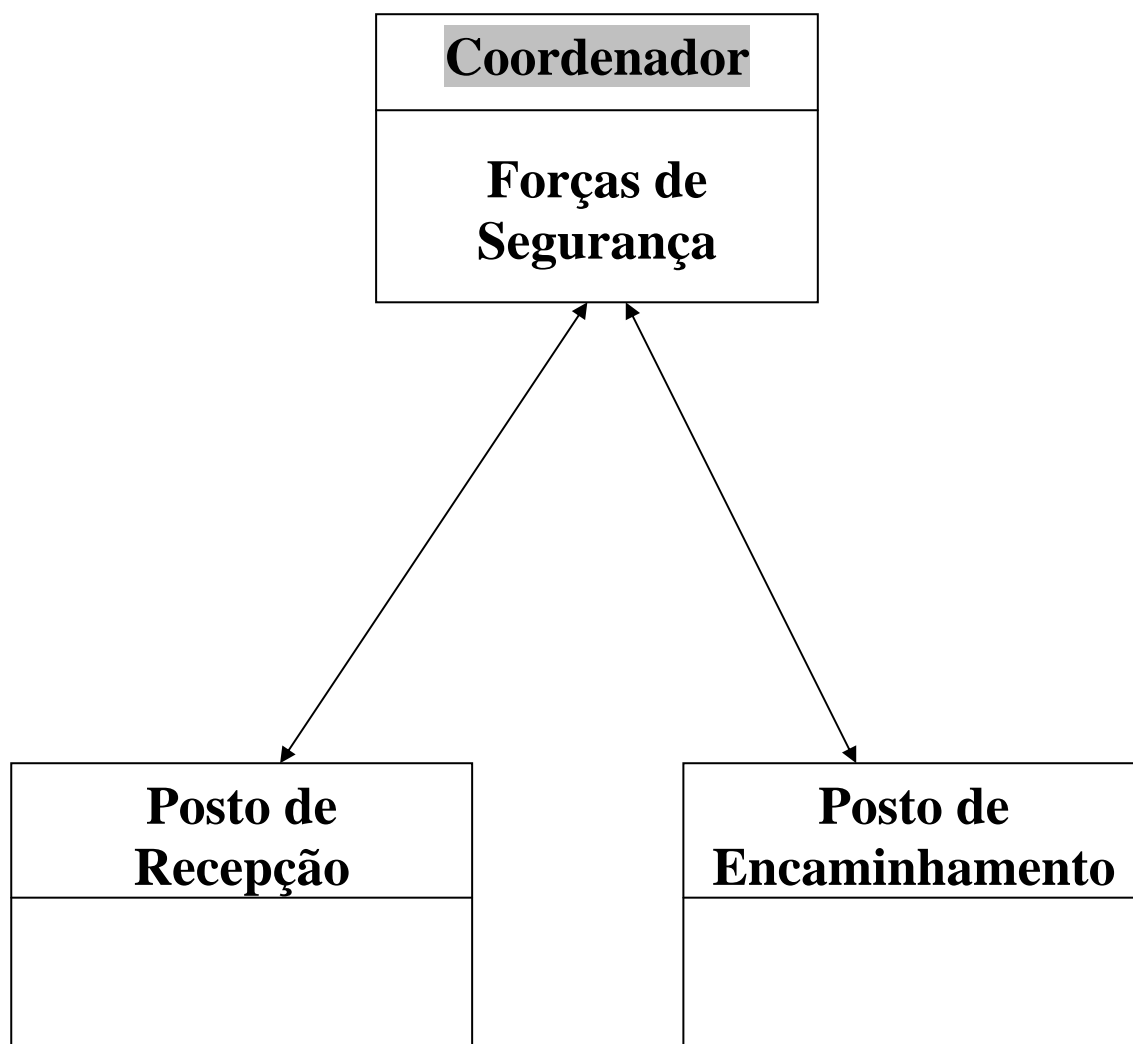 Coordenador
Forças de
Segurança
Posto de
Recepção
Posto de
Encaminhamento